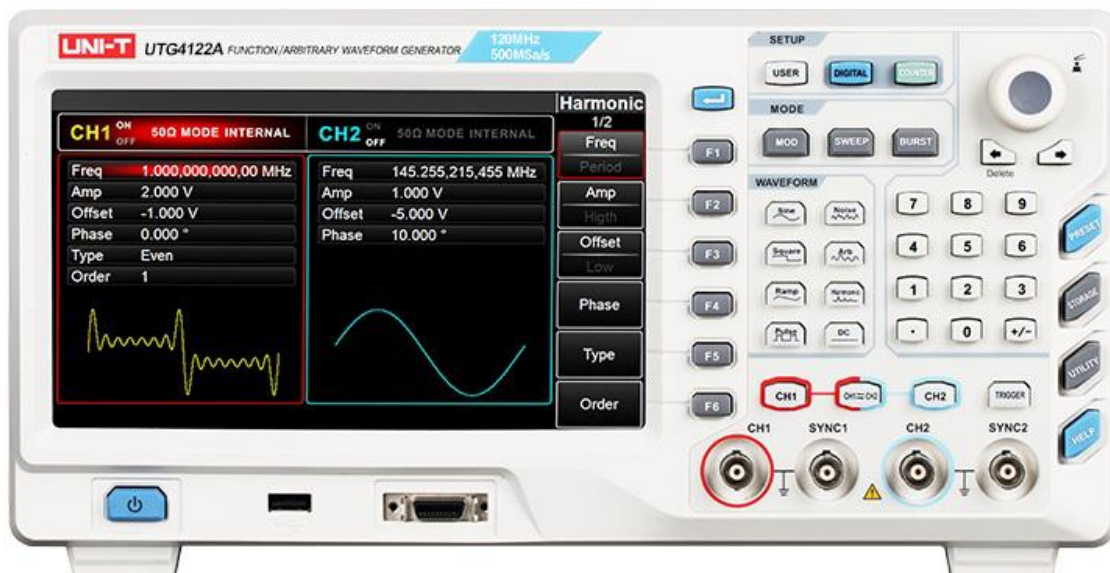 UNI-T UTG4122A FUNCTION/ARBITRARY WAVEFORM GENERATOR 120MHz 500MSa/s
CH1 ON OFF 50Ω MODE INTERNAL
Freq 1.000,000,000,00 MHz
Amp 2.000 V
Offset -1.000 V
Phase 0.000 °
Type Even
Order 1
CH2 ON OFF 50Ω MODE INTERNAL
Freq 145.255,215,455 MHz
Amp 1.000 V
Offset -5.000 V
Phase 10.000 °
Harmonic
1/2
Freq
Period
Amp
Higth
Offset
Low
Phase
Type
Order
F1
F2
F3
F4
F5
F6
SETUP
USER DIGITAL COUNTER
MODE
MOD SWEEP BURST
WAVEFORM
Sine Noise
Square Arb
Ramp Harmonic
Pulse DC
Delete
7 8 9
4 5 6
1 2 3
. 0 +/-
PRESET
STORAGE
UTILITY
HELP
CH1 CH1 CH2 CH2 TRIGGER
CH1 SYNC1 CH2 SYNC2